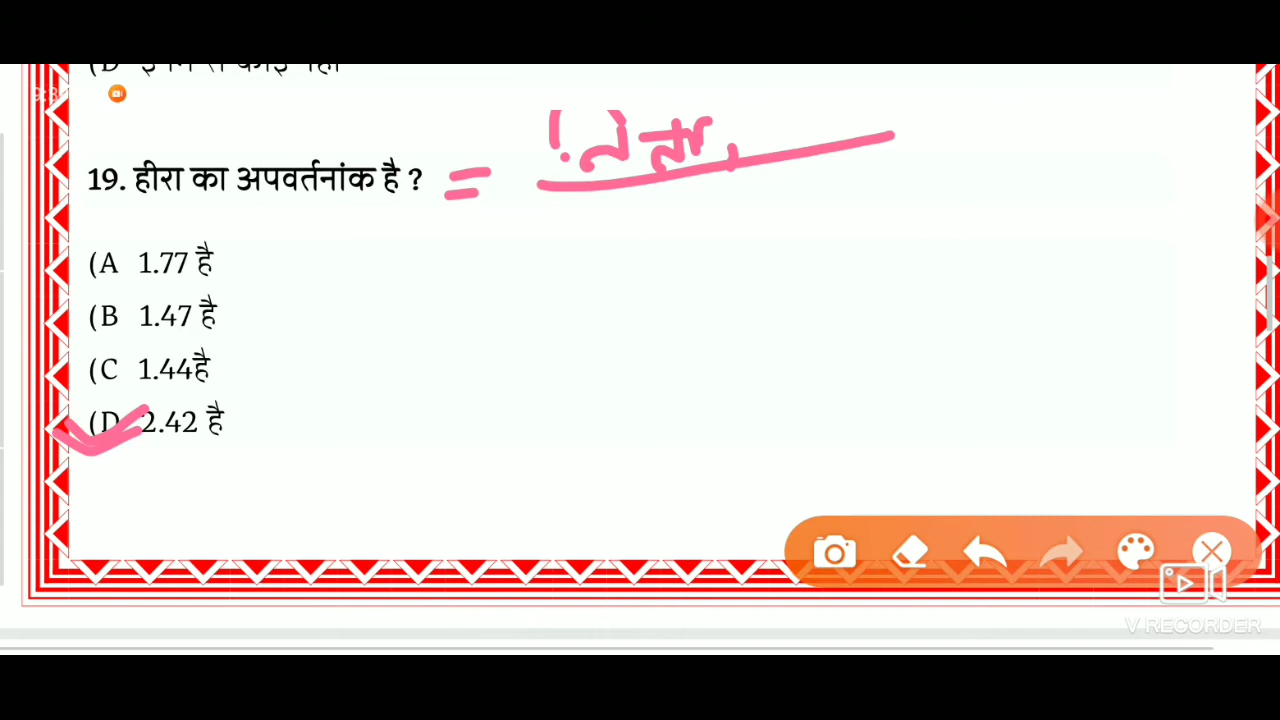 19. हीरा का अपवर्तनांक है ?
=
(A 1.77 है
(B 1.47 है
(C 1.44है
(D 2.42 है
V RECORDER